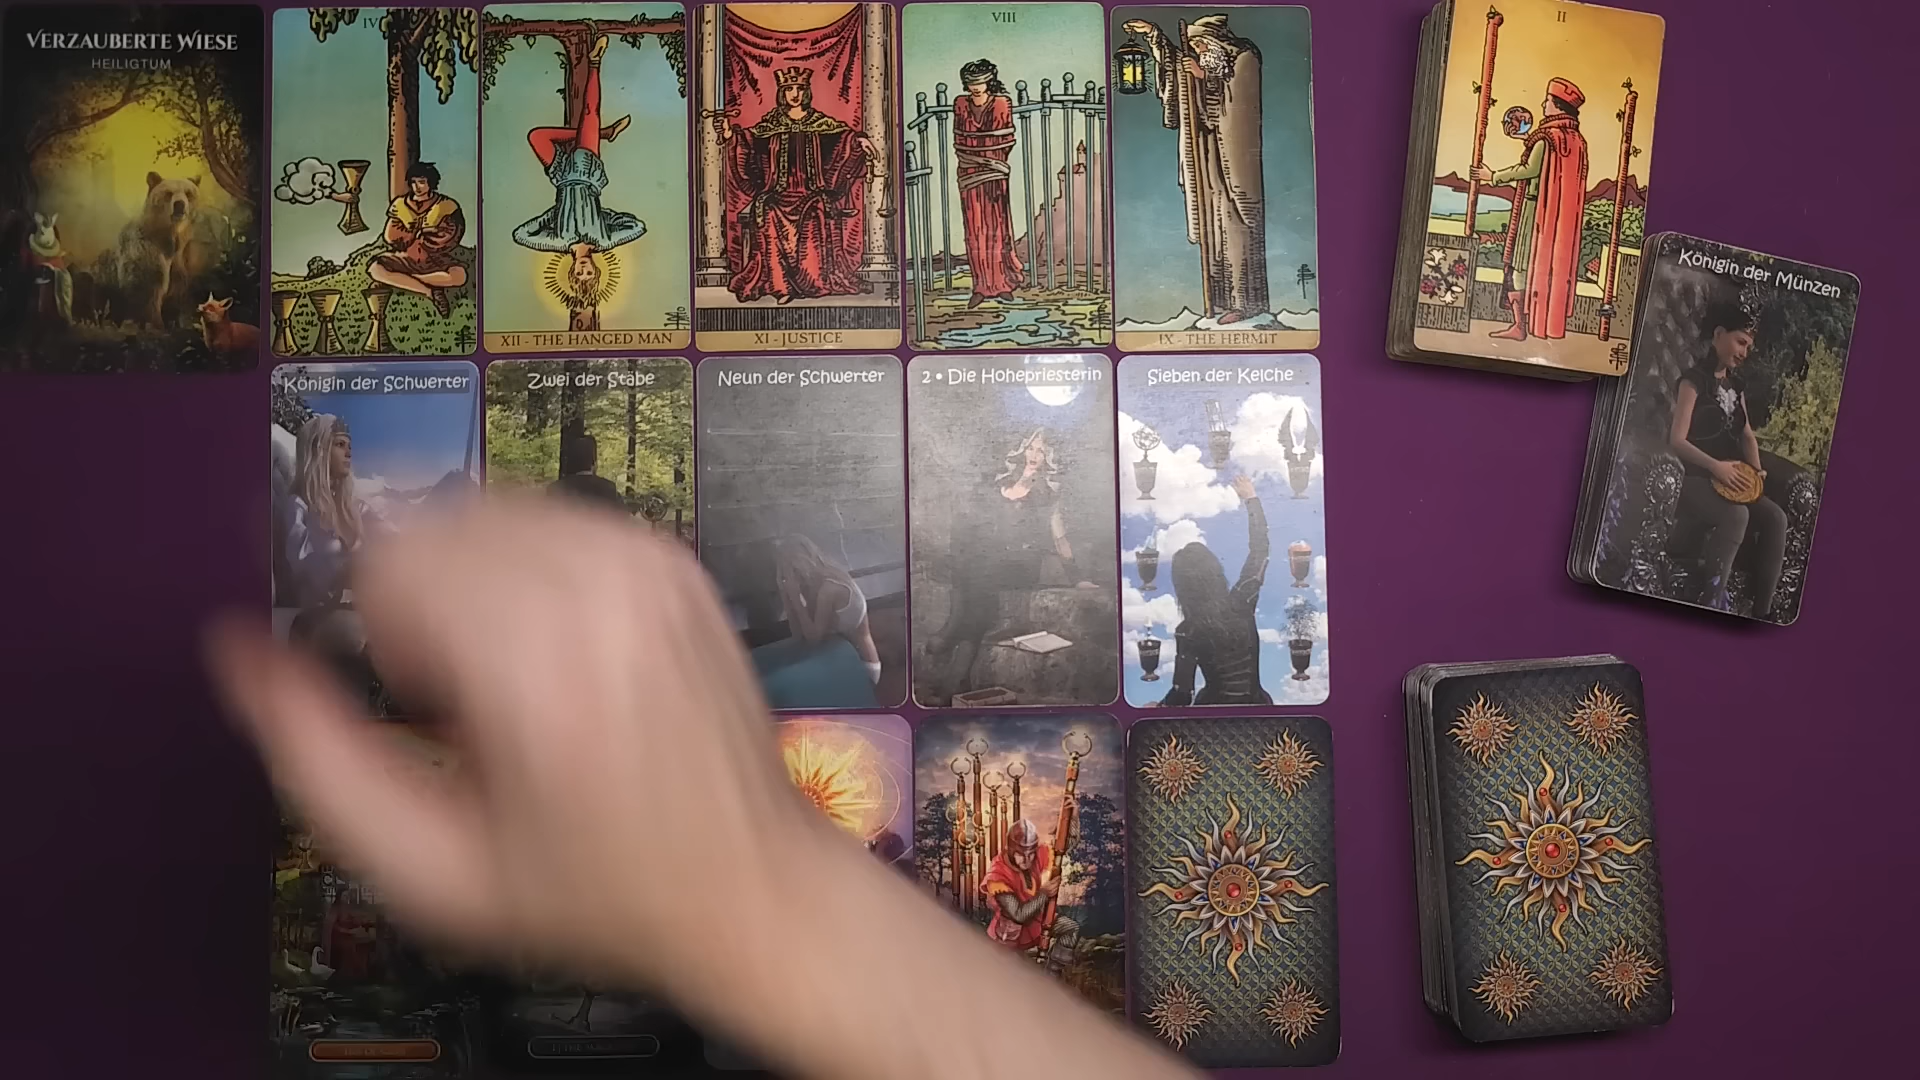 VERZAUBERTE WIESE
HEILIGTUM
IV
XII - THE HANGED MAN
XI - JUSTICE
VIII
IX - THE HERMIT
II
Königin der Münzen
Königin der Schwerter
Zwei der Stäbe
Neun der Schwerter
2 • Die Hohepriesterin
Sieben der Kelche